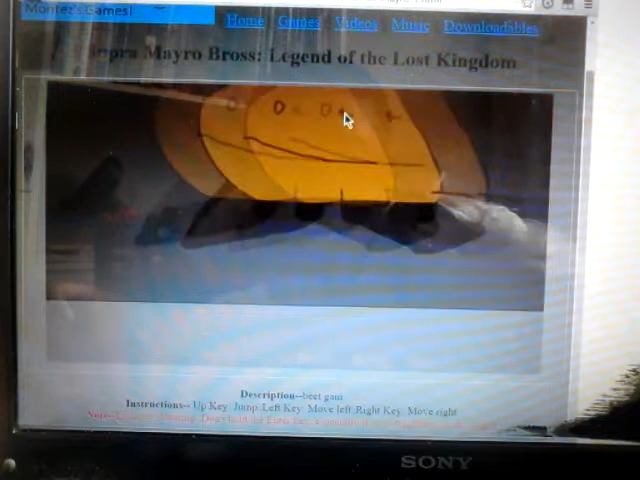 Montez's Games!
Home Games Videos Music Downloadables
Supra Mayro Bross: Legend of the Lost Kingdom
Description--beet gam
Instructions-- Up Key: Jump Left Key: Move left Right Key: Move right
SONY